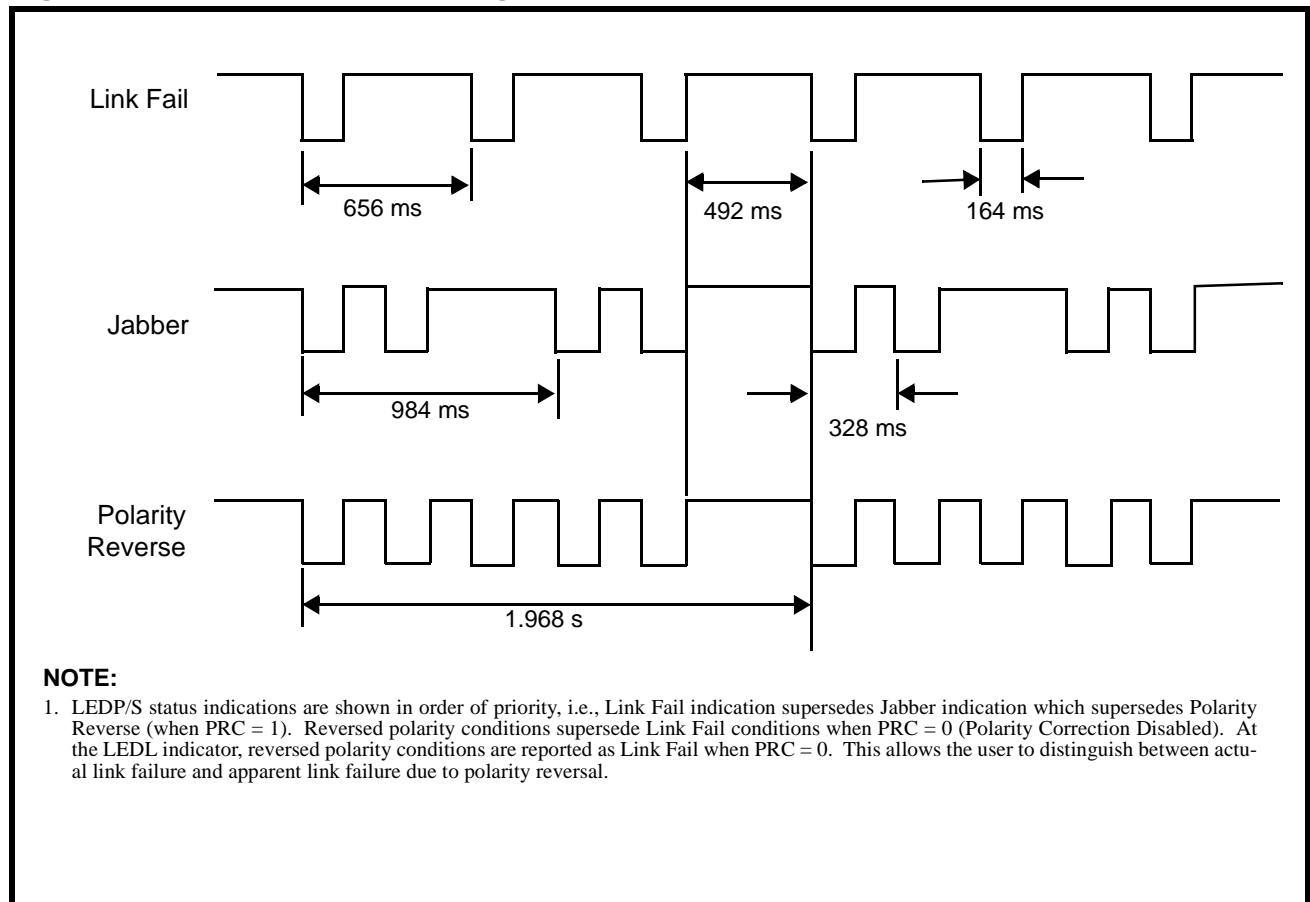 Link Fail
656 ms
492 ms
164 ms
Jabber
984 ms
328 ms
Polarity
Reverse
1.968 s
NOTE:
1. LEDP/S status indications are shown in order of priority, i.e., Link Fail indication supersedes Jabber indication which supersedes Polarity
Reverse (when PRC = 1). Reversed polarity conditions supersede Link Fail conditions when PRC = 0 (Polarity Correction Disabled). At
the LEDL indicator, reversed polarity conditions are reported as Link Fail when PRC = 0. This allows the user to distinguish between actu-
al link failure and apparent link failure due to polarity reversal.